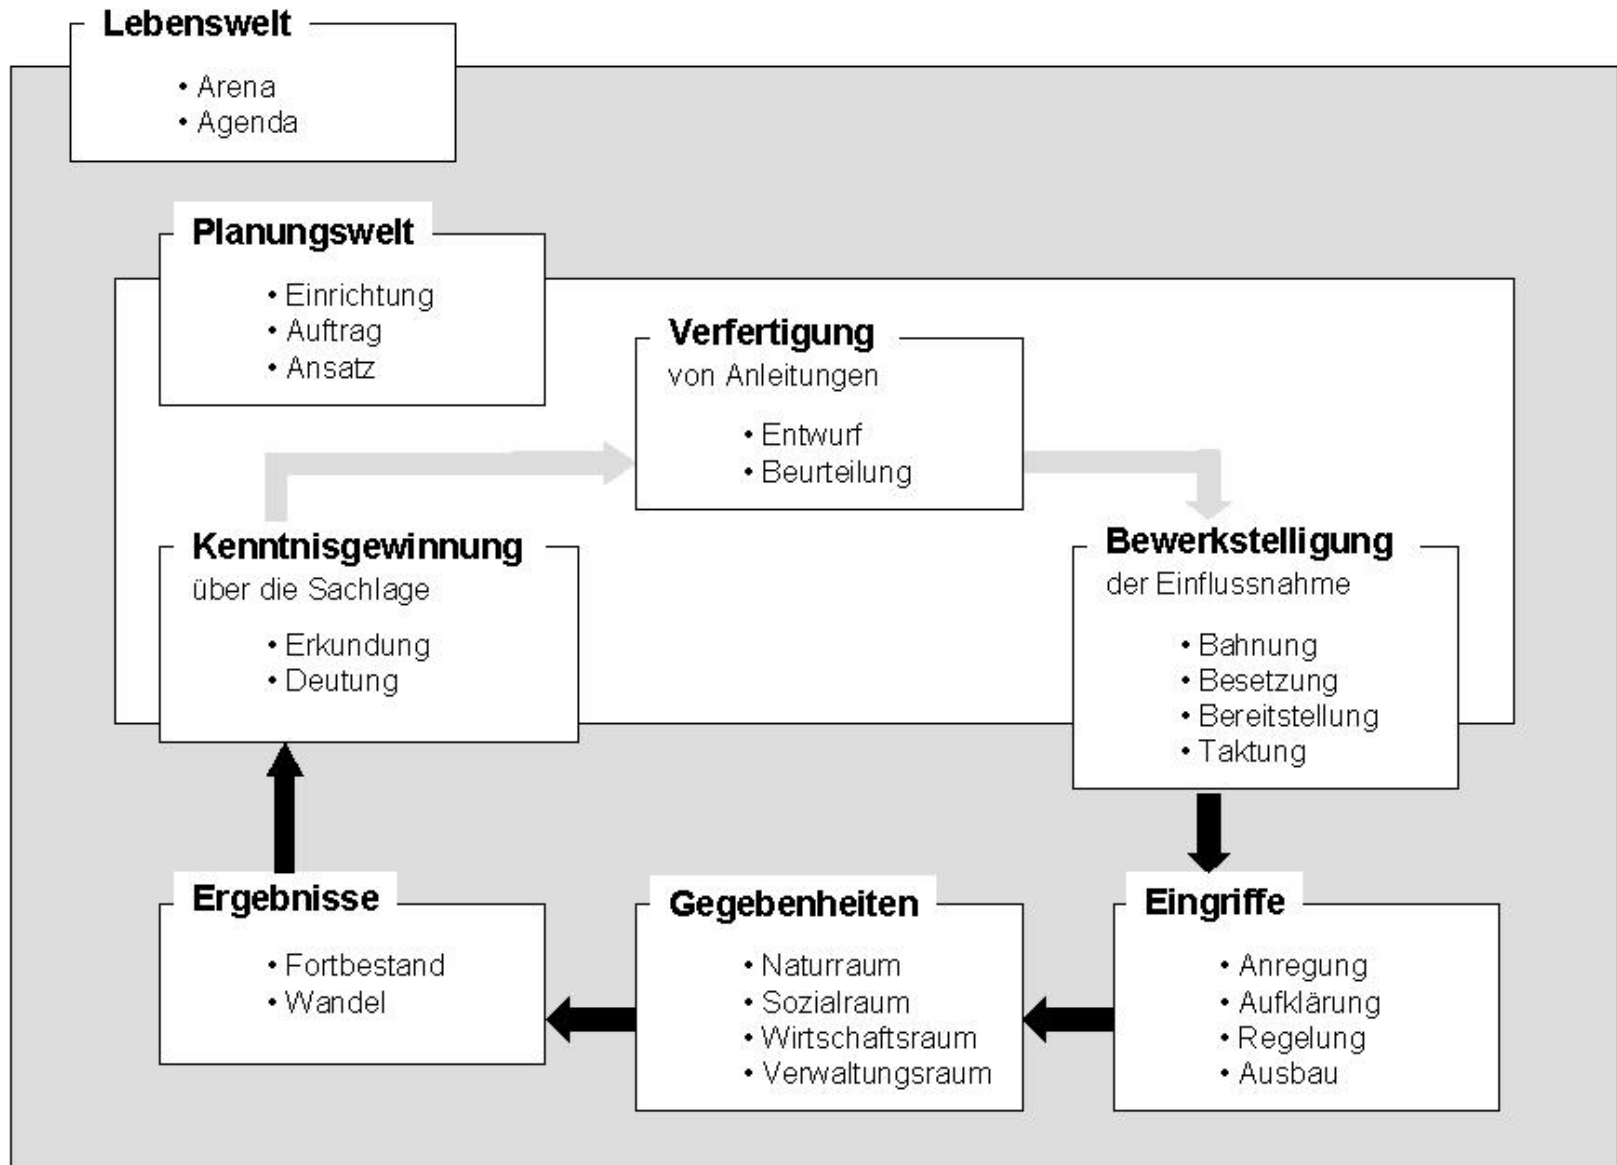 Lebenswelt
• Arena
• Agenda
Planungswelt
• Einrichtung
• Auftrag
• Ansatz
Verfertigung
von Anleitungen
• Entwurf
• Beurteilung
Kenntnisgewinnung
über die Sachlage
• Erkundung
• Deutung
Bewerkstelligung
der Einflussnahme
• Bahnung
• Besetzung
• Bereitstellung
• Taktung
Ergebnisse
• Fortbestand
• Wandel
Gegebenheiten
• Naturraum
• Sozialraum
• Wirtschaftsraum
• Verwaltungsraum
Eingriffe
• Anregung
• Aufklärung
• Regelung
• Ausbau